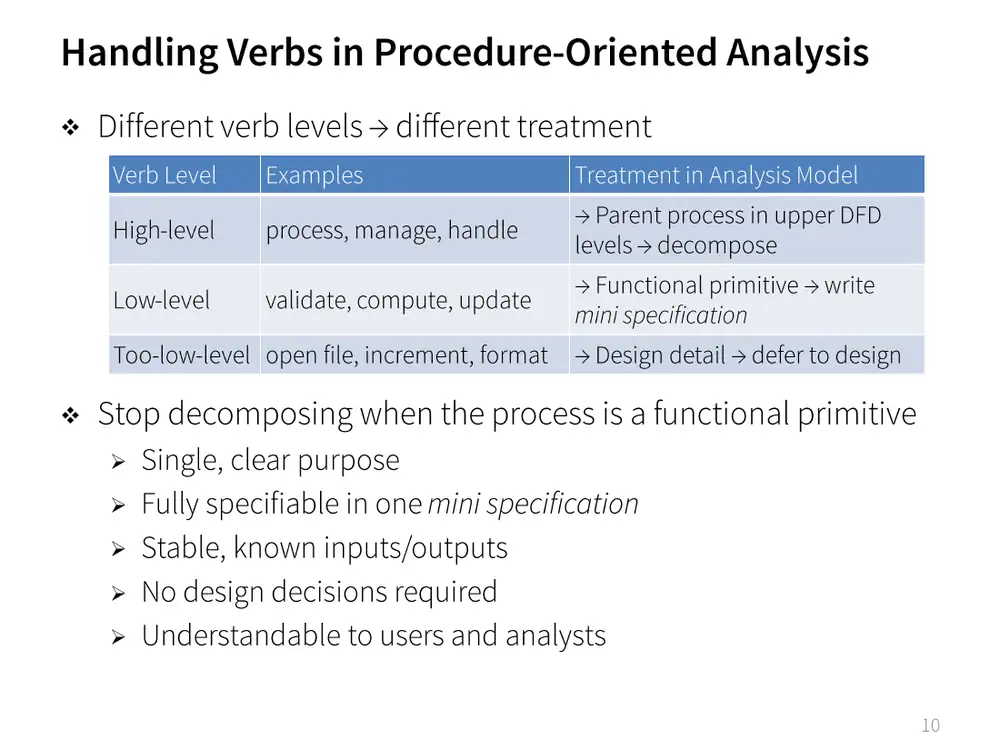 Handling Verbs in Procedure-Oriented Analysis
❖ Different verb levels → different treatment
Verb Level Examples Treatment in Analysis Model
High-level process, manage, handle → Parent process in upper DFD
levels → decompose
Low-level validate, compute, update → Functional primitive → write
mini specification
Too-low-level open file, increment, format → Design detail → defer to design
❖ Stop decomposing when the process is a functional primitive
➢ Single, clear purpose
➢ Fully specifiable in one mini specification
➢ Stable, known inputs/outputs
➢ No design decisions required
➢ Understandable to users and analysts
10